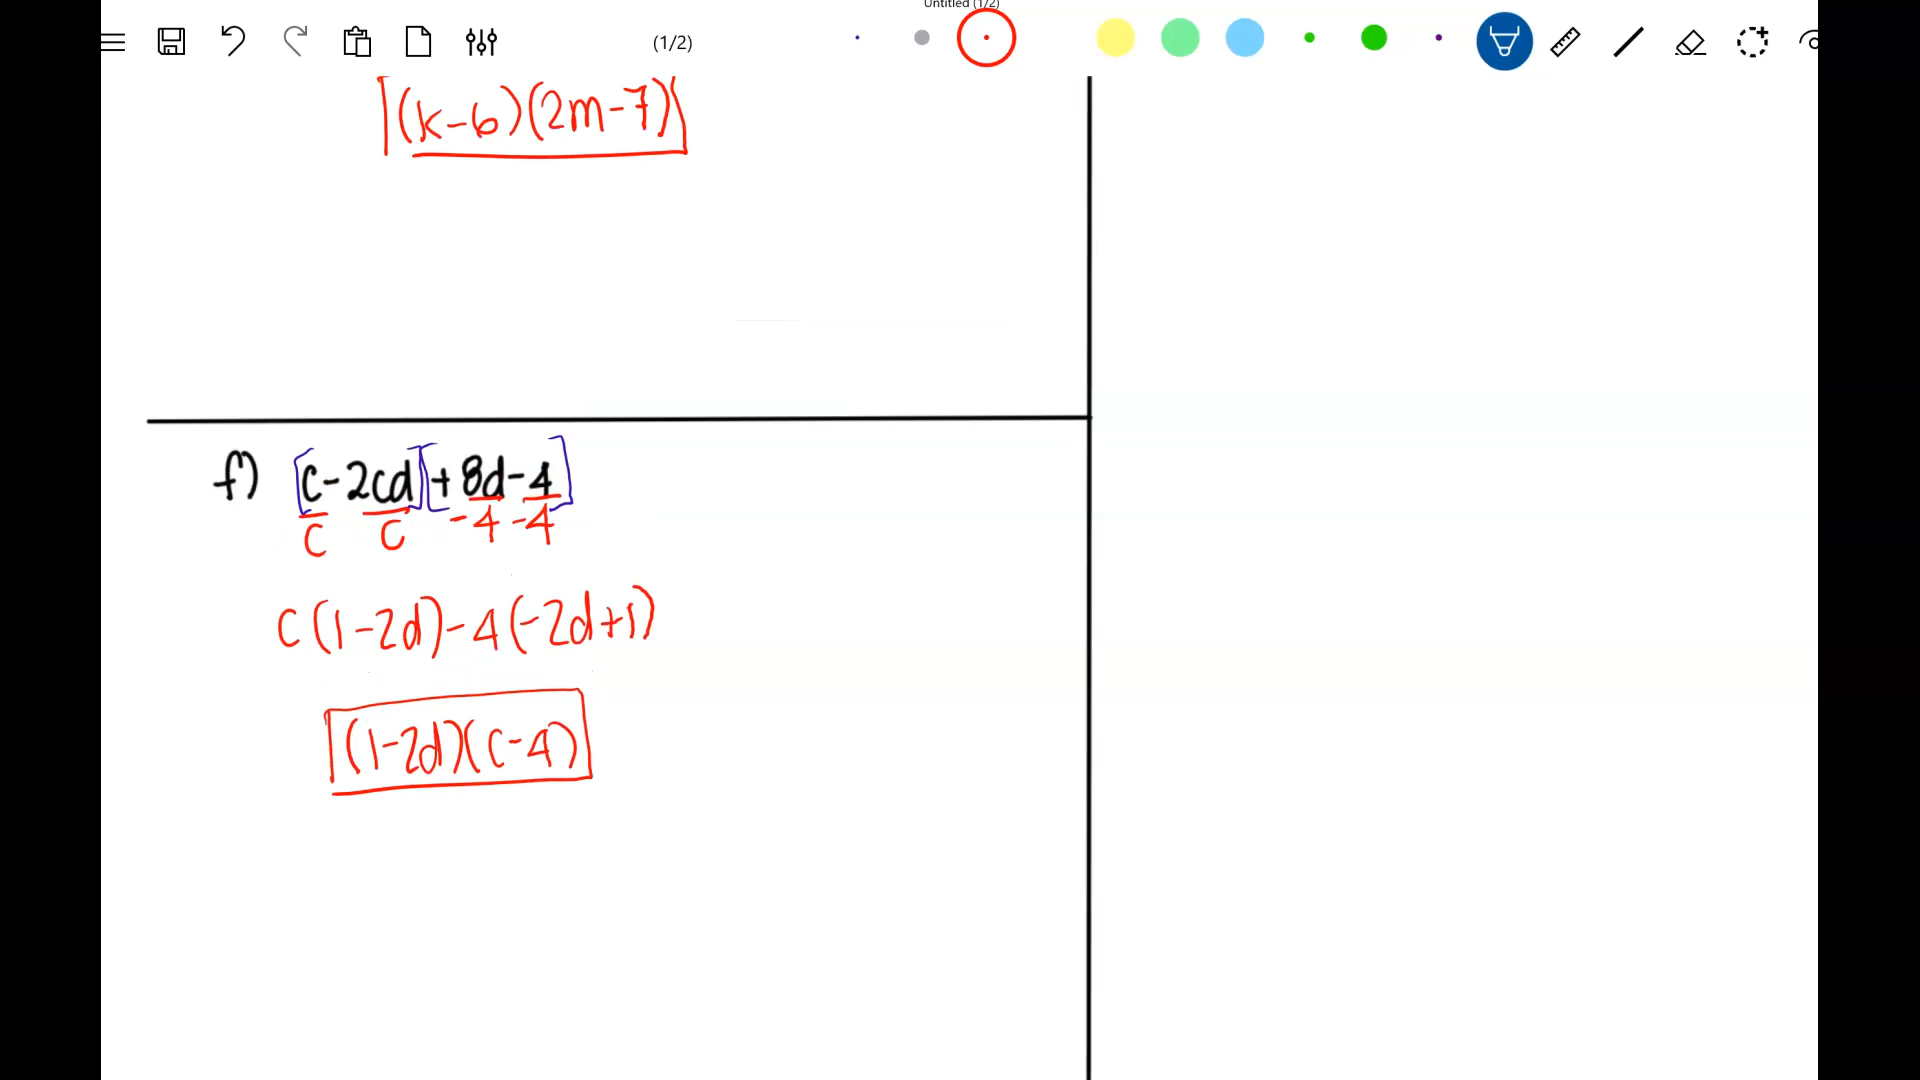 Untitled (1/2)
(1/2)
(k-6)(2m-7)
f) [c-2cd][+8d-4]
c c -4 -4
c(1-2d)-4(-2d+1)
(1-2d)(c-4)